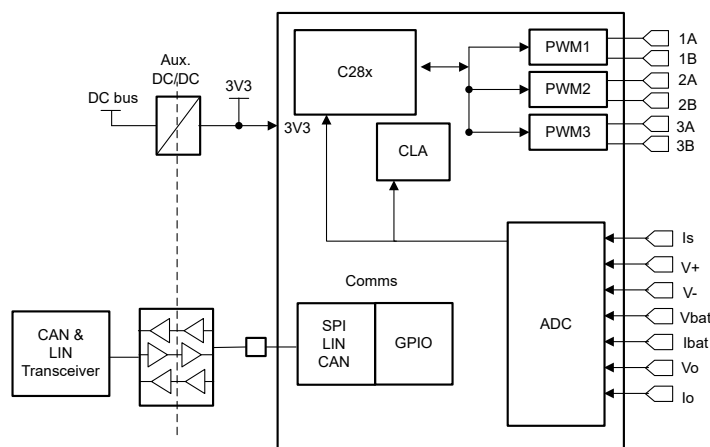 Aux.
DC/DC
DC bus
3V3
3V3
C28x
CLA
PWM1
PWM2
PWM3
1A
1B
2A
2B
3A
3B
Comms
SPI
LIN
CAN
GPIO
ADC
Is
V+
V-
Vbat
Ibat
Vo
Io
CAN &
LIN
Transceiver